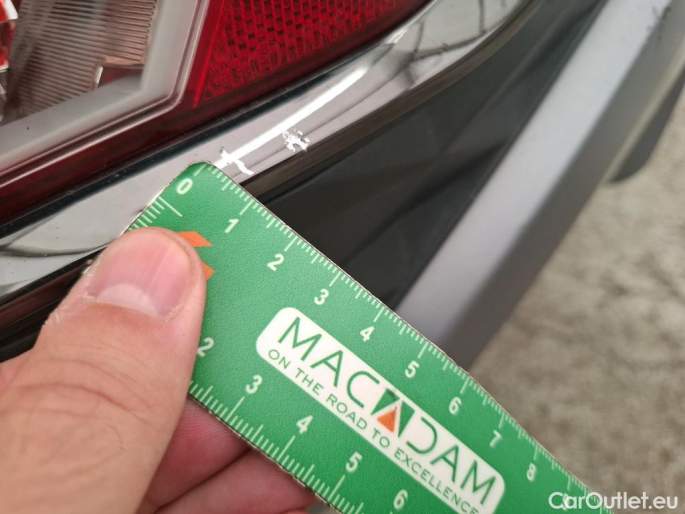 0 1 2 3 4 5 6 7 8
MACADAM
ON THE ROAD TO EXCELLENCE
2 3 4 5 6
CarOutlet.eu